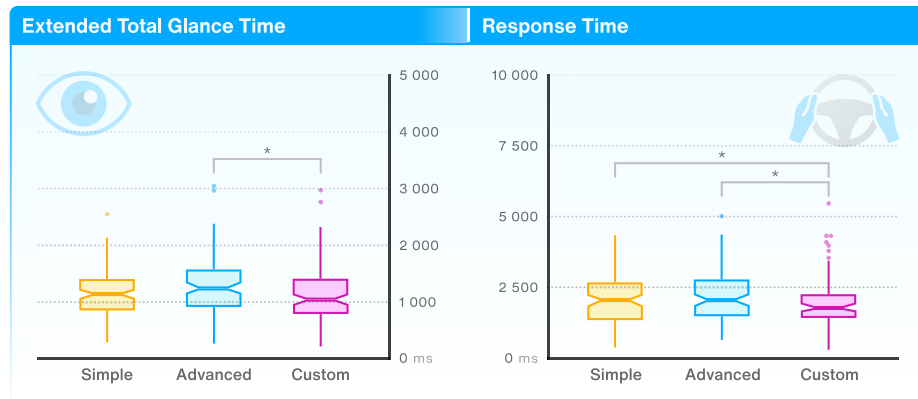 Extended Total Glance Time
Response Time
5 000
4 000
3 000
2 000
1 000
0 ms
*
Simple
Advanced
Custom
10 000
7 500
5 000
2 500
0 ms
*
*
Simple
Advanced
Custom